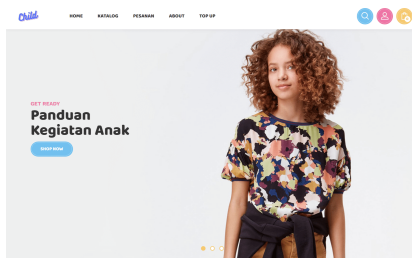 Child
HOME KATALOG PESANAN ABOUT TOP UP
GET READY
Panduan
Kegiatan Anak
SHOP NOW